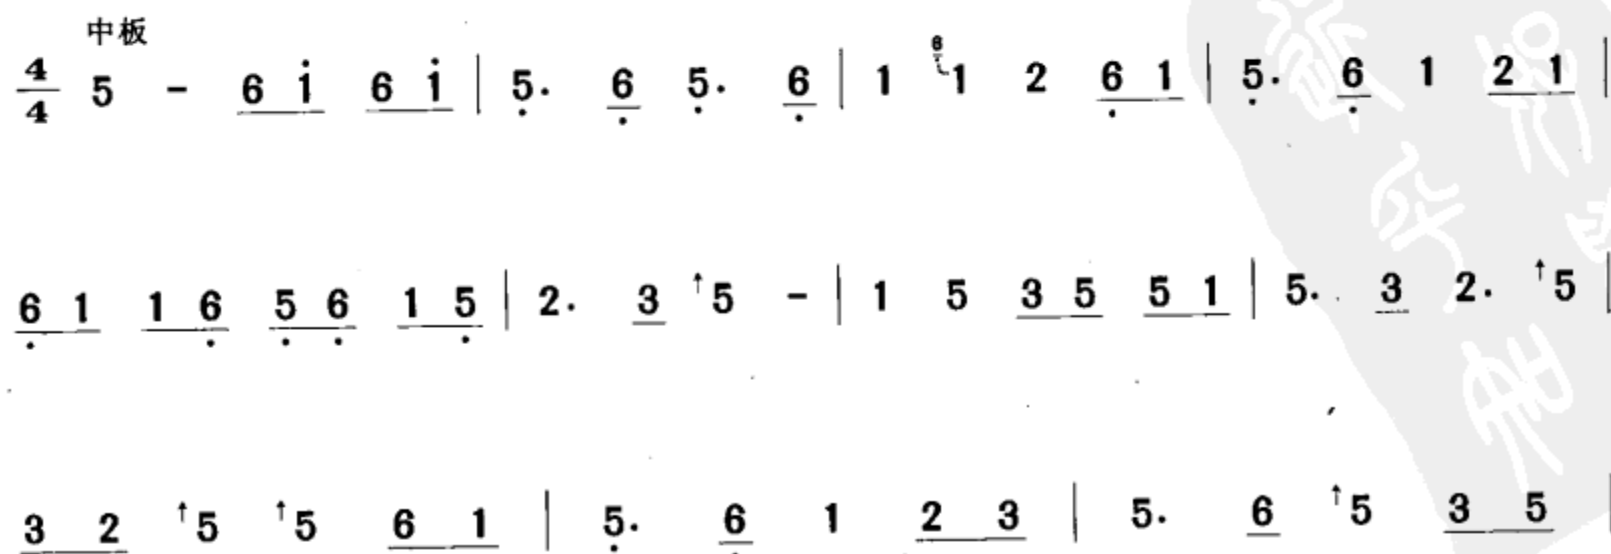 中板
4/4 5 - 6 i̇ 6 i̇ | 5̣. 6̣ 5̣. 6̣ | 1 6 1 2 6̣ 1 | 5̣. 6̣ 1 2 1 |
6̣ 1 1 6̣ 5̣ 6̣ 1 5̣ | 2. 3 ↑5 - | 1 5 3 5 5 1 | 5. 3 2. ↑5 |
3 2 ↑5 ↑5 6 1 | 5̣. 6̣ 1 2 3 | 5. 6 ↑5 3 5 |